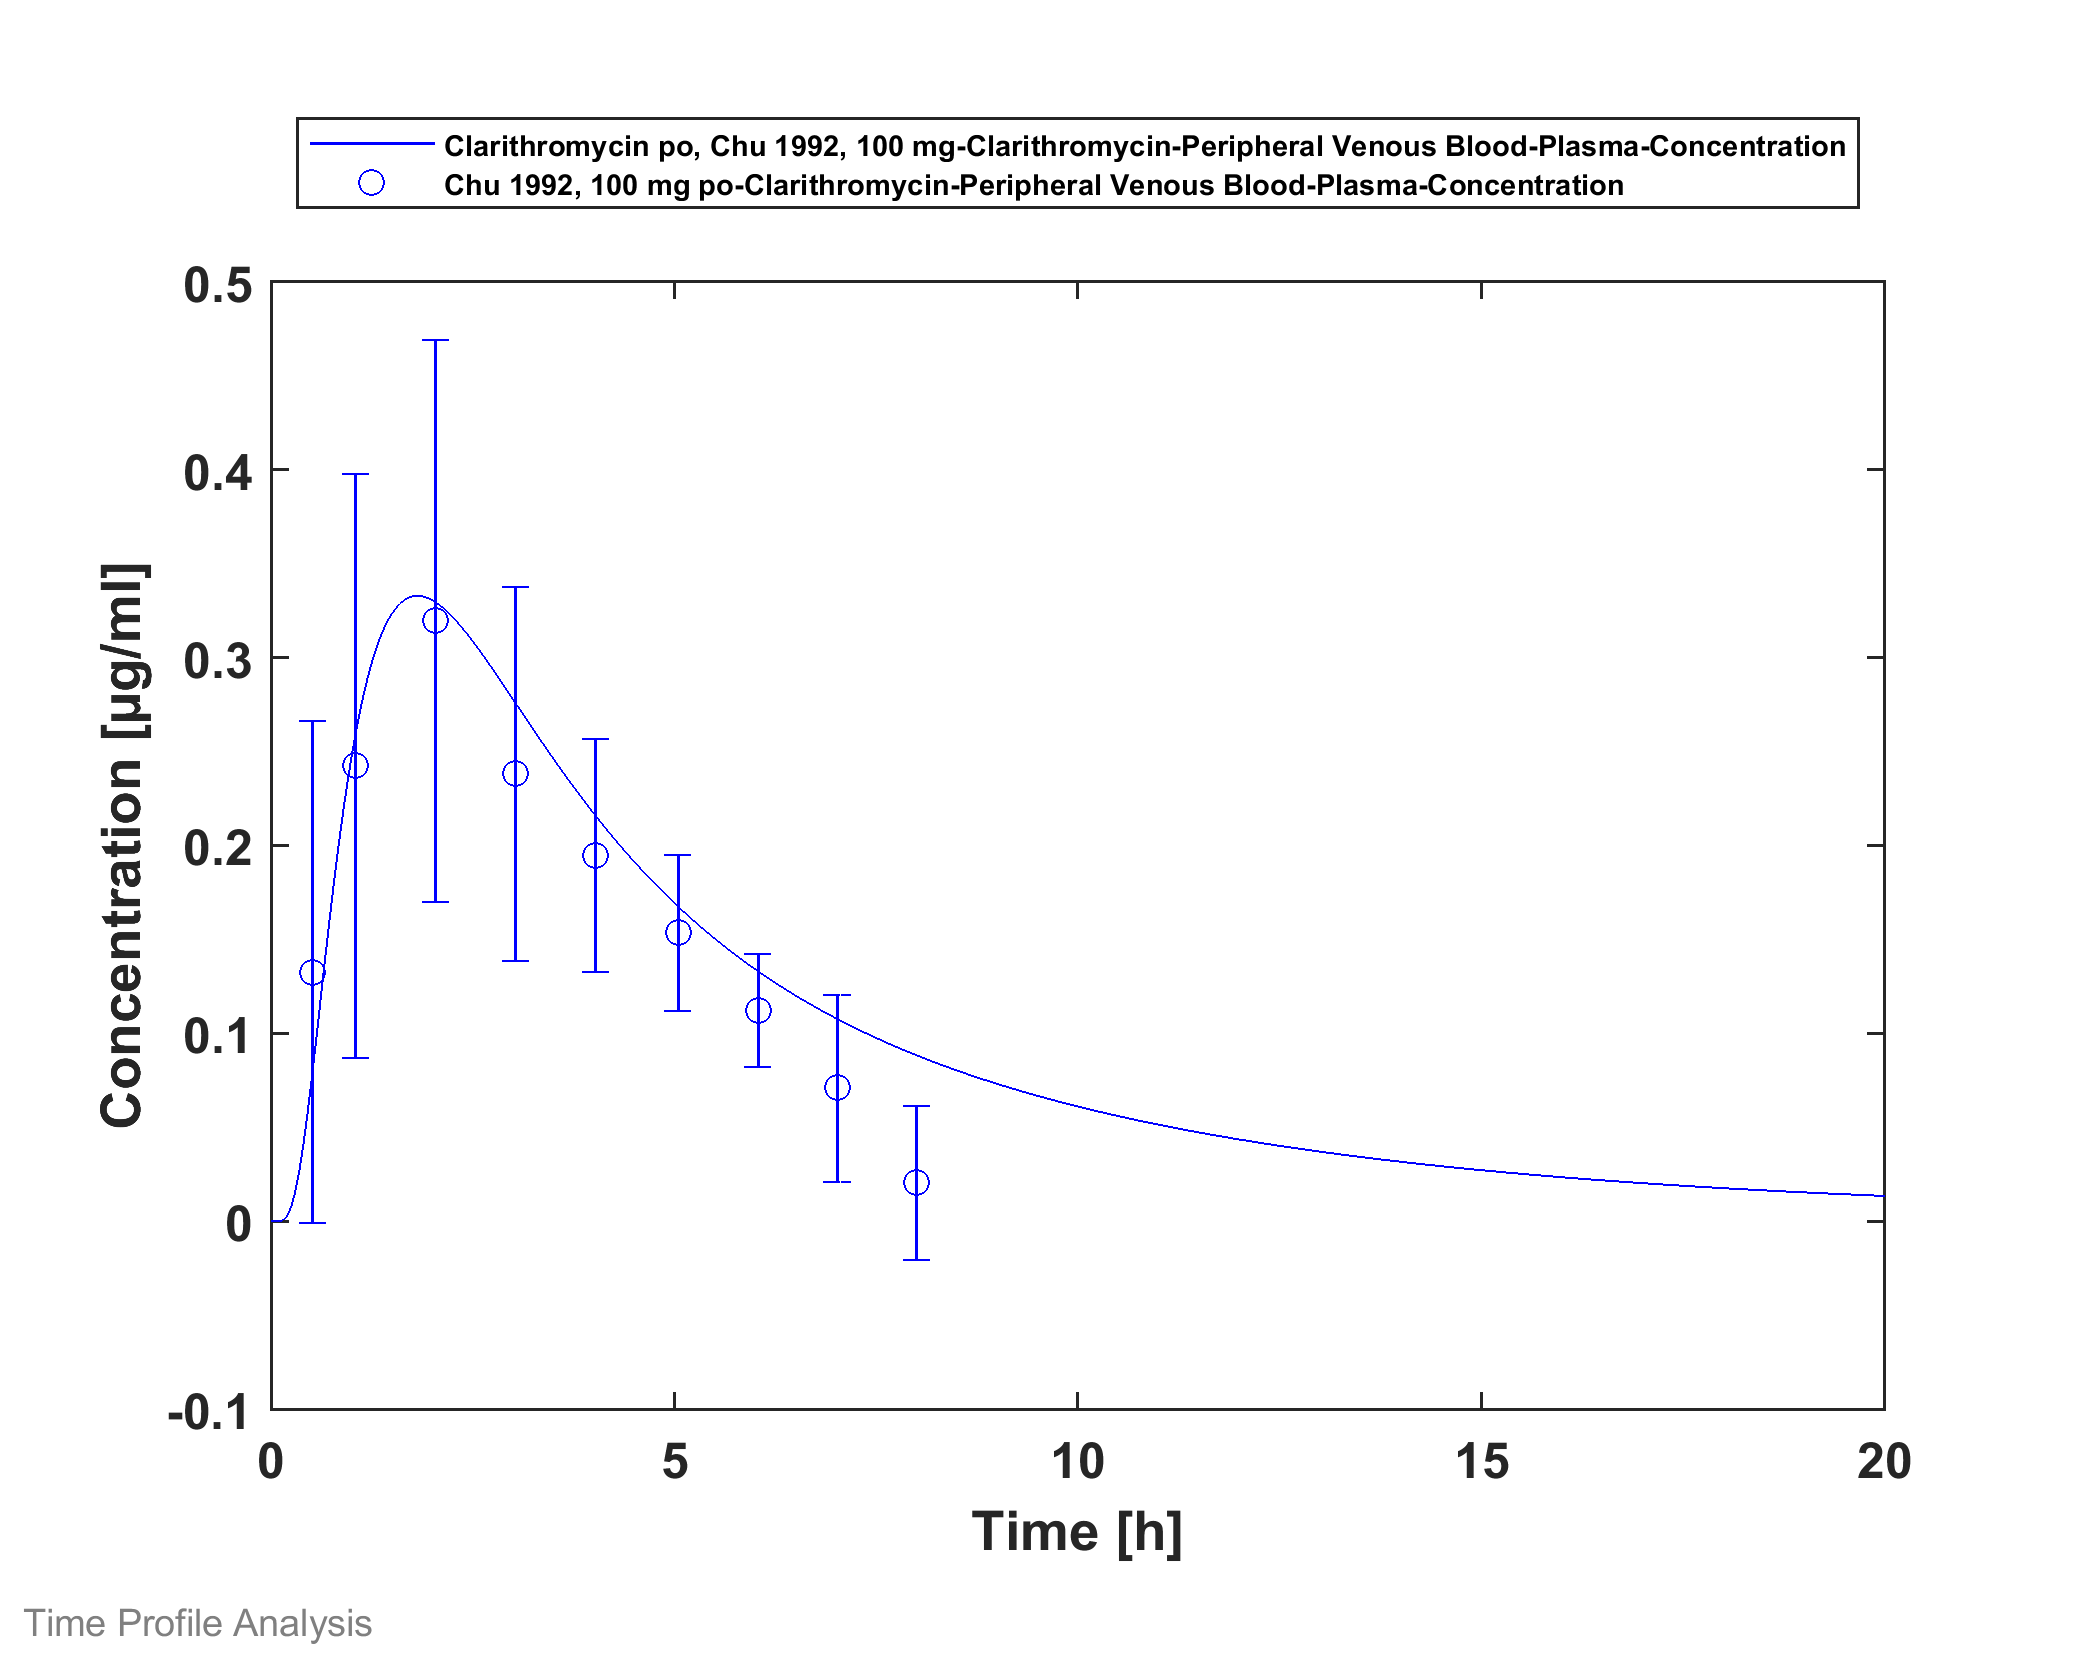 Clarithromycin po, Chu 1992, 100 mg-Clarithromycin-Peripheral Venous Blood-Plasma-Concentration
Chu 1992, 100 mg po-Clarithromycin-Peripheral Venous Blood-Plasma-Concentration
0.5
0.4
0.3
0.2
0.1
0
-0.1
Concentration [µg/ml]
0 5 10 15 20
Time [h]
Time Profile Analysis